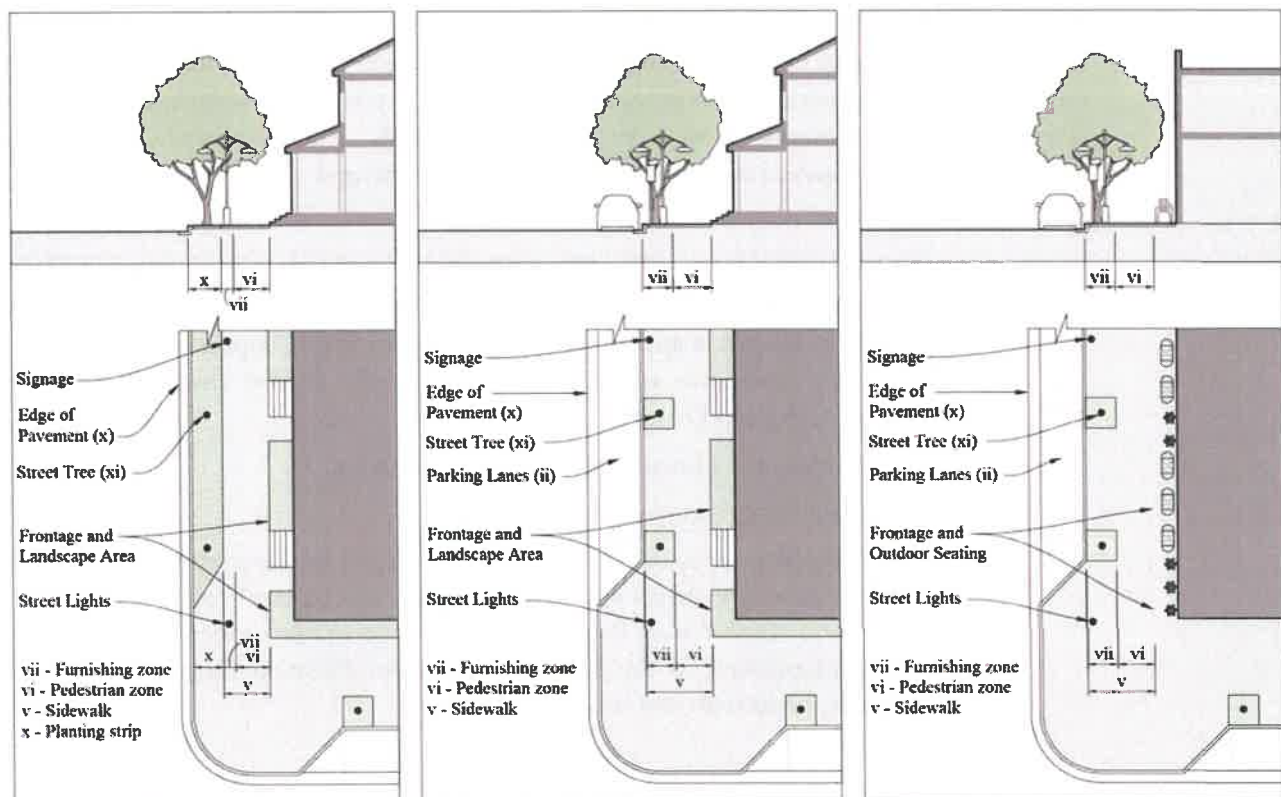 x
vi
vii
Signage
Edge of
Pavement (x)
Street Tree (xi)
Frontage and
Landscape Area
Street Lights
vii
x
vi
v
vii - Furnishing zone
vi - Pedestrian zone
v - Sidewalk
x - Planting strip
vii
vi
Signage
Edge of
Pavement (x)
Street Tree (xi)
Parking Lanes (ii)
Frontage and
Landscape Area
Street Lights
vii
vi
v
vii - Furnishing zone
vi - Pedestrian zone
v - Sidewalk
vii
vi
Signage
Edge of
Pavement (x)
Street Tree (xi)
Parking Lanes (ii)
Frontage and
Outdoor Seating
Street Lights
vii
vi
v
vii - Furnishing zone
vi - Pedestrian zone
v - Sidewalk